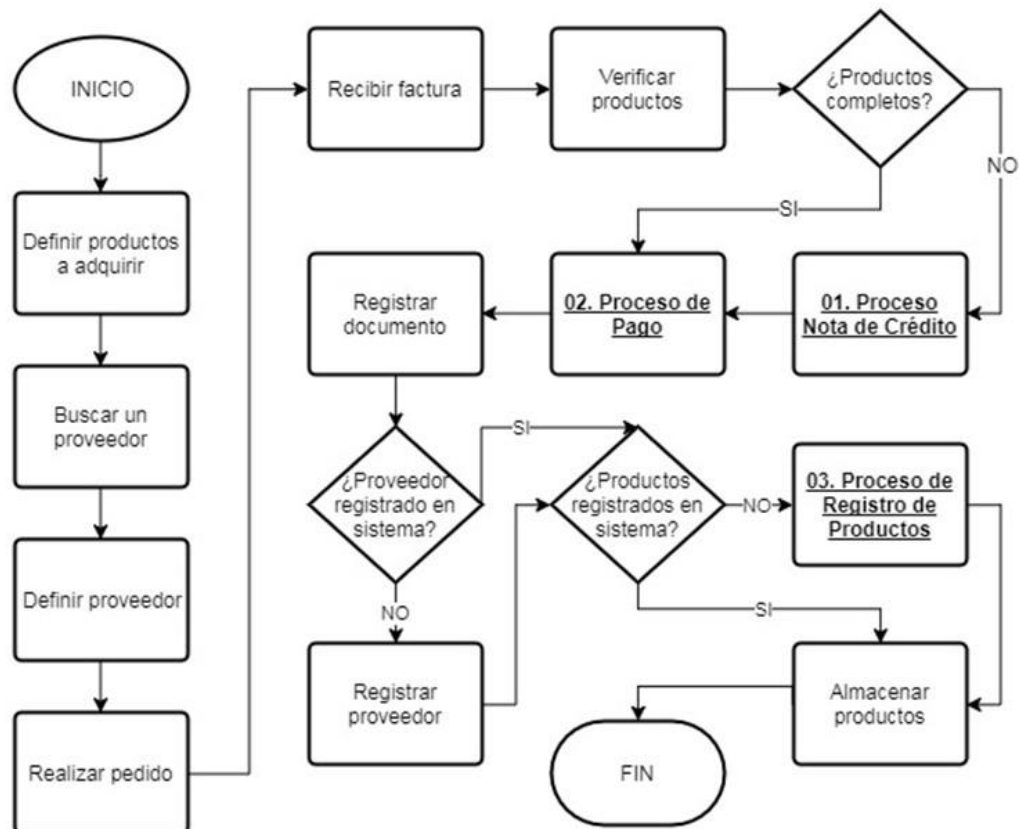 INICIO
Definir productos
a adquirir
Buscar un
proveedor
Definir proveedor
Realizar pedido
Recibir factura
Verificar
productos
¿Productos
completos?
NO
SI
01. Proceso
Nota de Crédito
02. Proceso de
Pago
Registrar
documento
¿Proveedor
registrado en
sistema?
SI
NO
Registrar
proveedor
¿Productos
registrados en
sistema?
NO
03. Proceso de
Registro de
Productos
SI
Almacenar
productos
FIN